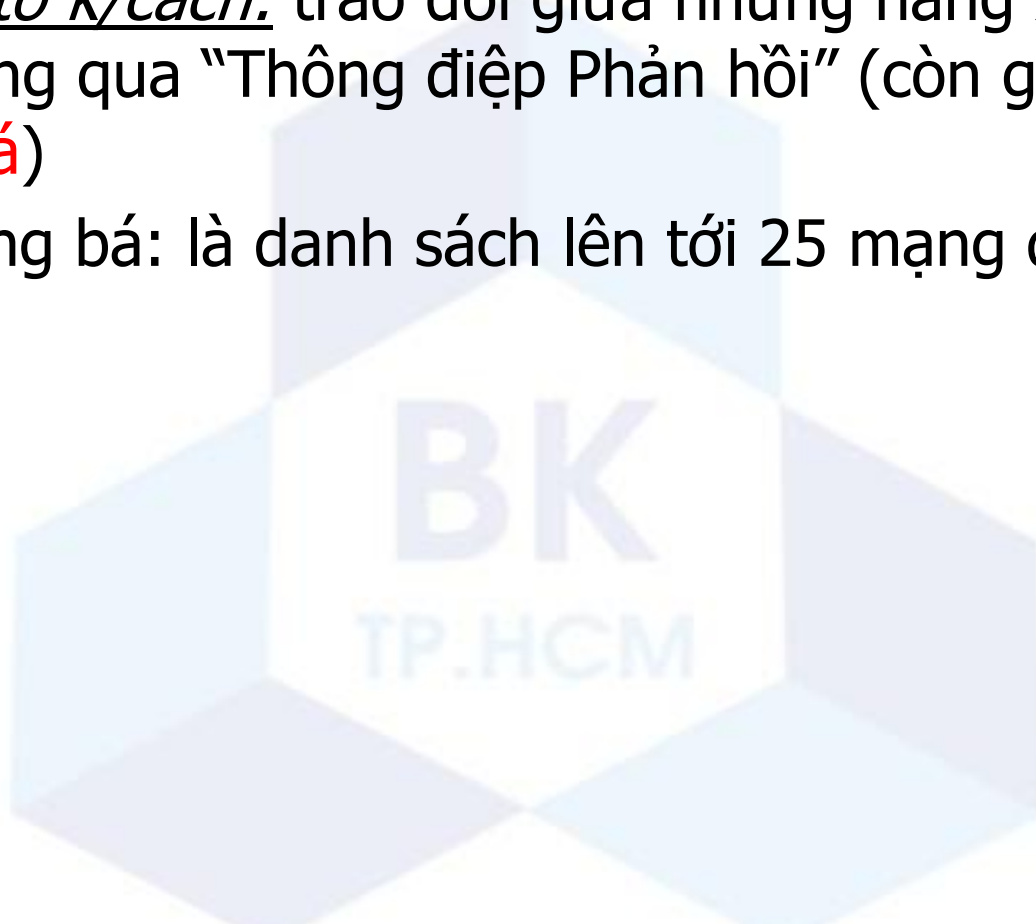 k/cách: trao đổi giữa những hàng
ng qua “Thông điệp Phản hồi” (còn g
á)
ng bá: là danh sách lên tới 25 mạng
BK
TP.HCM